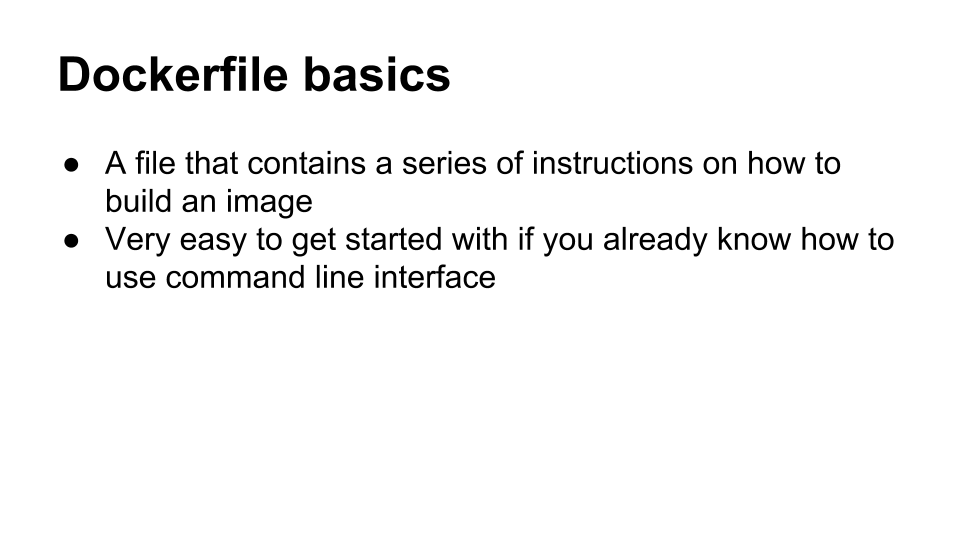 Dockerfile basics
● A file that contains a series of instructions on how to
build an image
● Very easy to get started with if you already know how to
use command line interface